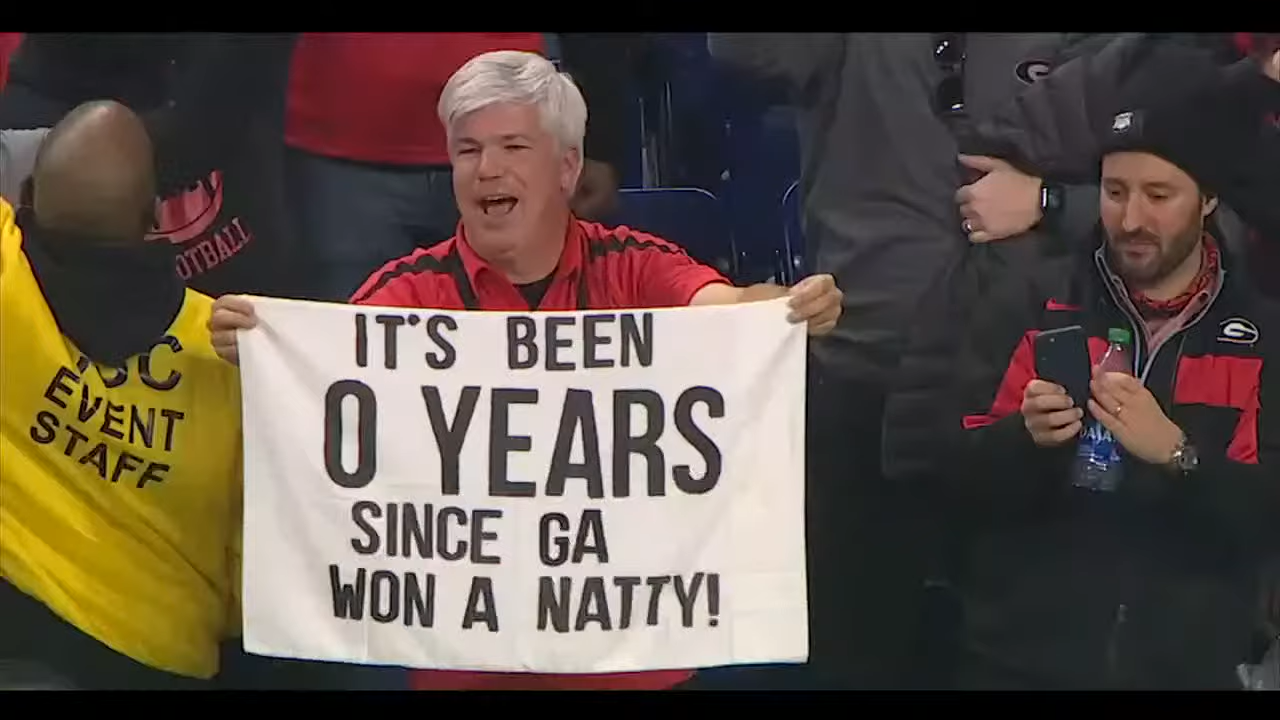 OTBALL
EVENT
STAFF
IT'S BEEN
0 YEARS
SINCE GA
WON A NATTY!
G
G